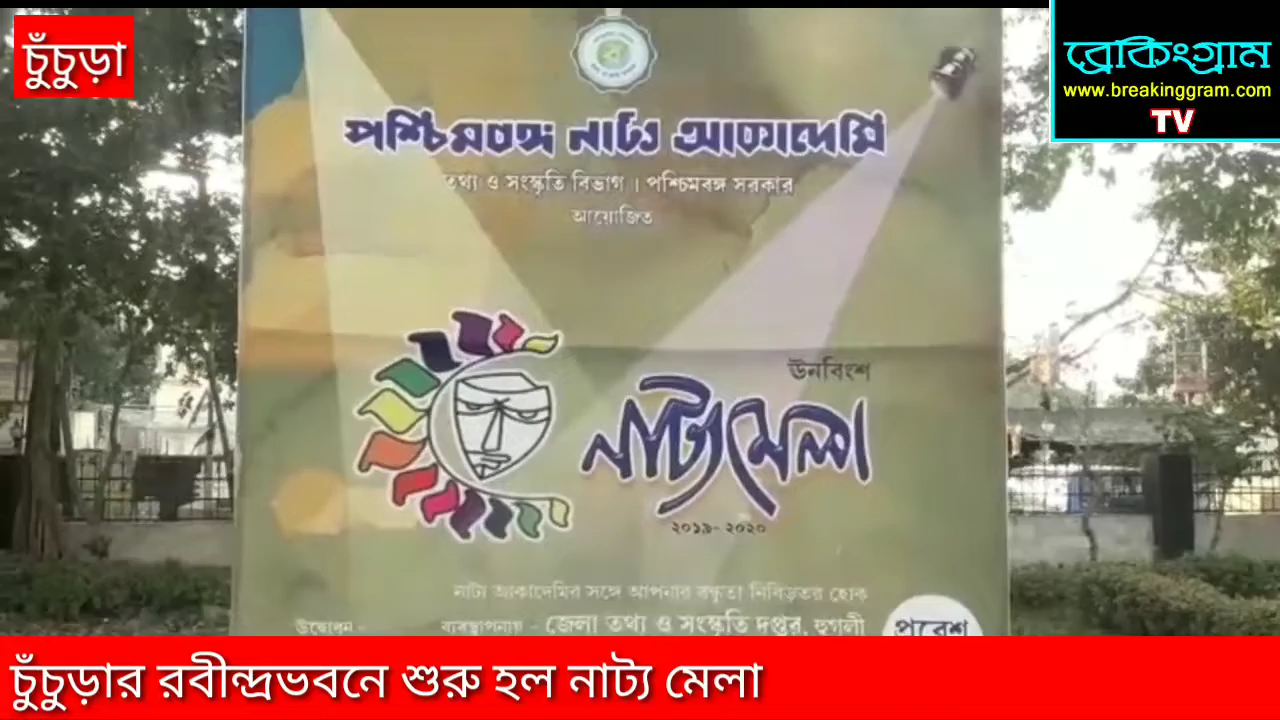 চুঁচুড়া
ব্রেকিংগ্রাম
www.breakinggram.com
TV
পশ্চিমবঙ্গ নাট্য আকাদেমি
তথ্য ও সংস্কৃতি বিভাগ । পশ্চিমবঙ্গ সরকার
আয়োজিত
ঊনবিংশ
নাট্যমেলা
২০১৯- ২০২০
নাট্য আকাদেমির সঙ্গে আপনার বন্ধুতা নিবিড়তর হোক
উদ্বোধন - ব্যবস্থাপনায় - জেলা তথ্য ও সংস্কৃতি দপ্তর, হুগলী
প্রবেশ
চুঁচুড়ার রবীন্দ্রভবনে শুরু হল নাট্য মেলা